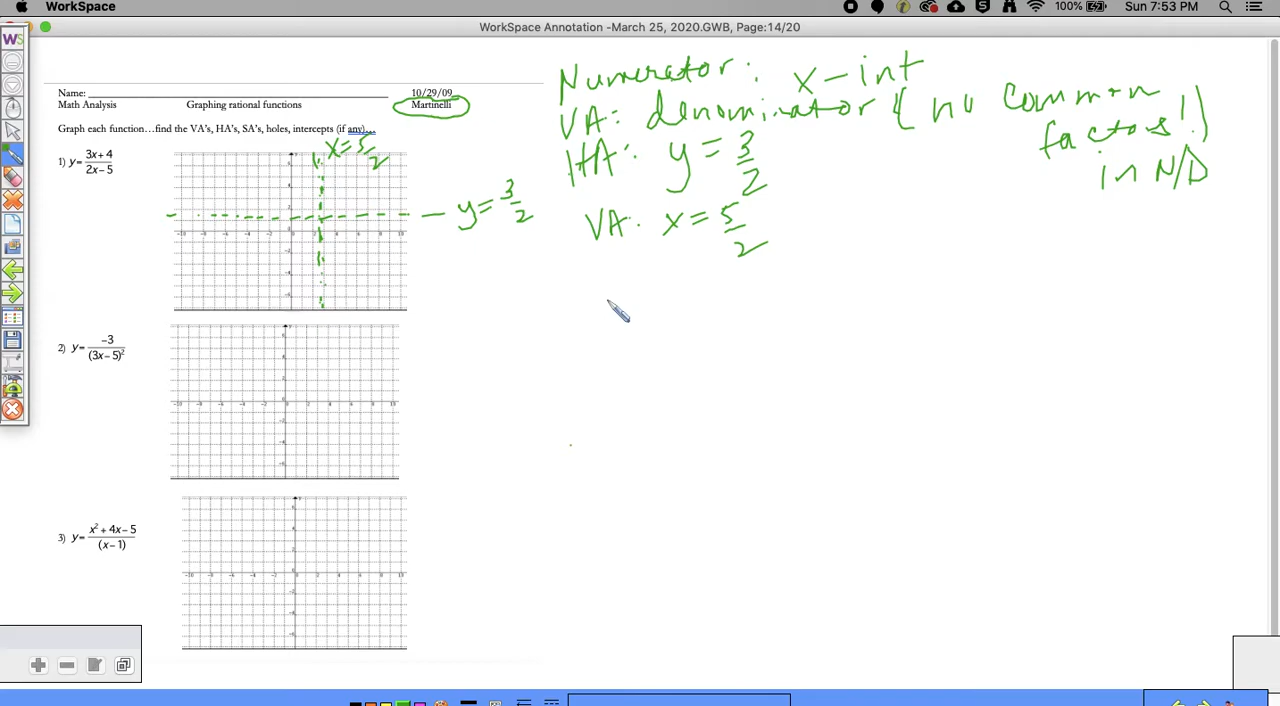 WorkSpace
100%
Sun 7:53 PM
WorkSpace Annotation -March 25, 2020.GWB, Page:14/20
WS
Name:
10/29/09
Math Analysis
Graphing rational functions
Martinelli
Graph each function…find the VA's, HA's, SA's, holes, intercepts (if any)…
1) y= 3x+4
2x-5
x=5/2
y=3/2
2) y= -3
(3x-5)²
3) y= x²+4x-5
(x-1)
Numerator: x-int
VA: denominator (no common
factors!)
in N/D
HA: y=3/2
VA: x=5/2